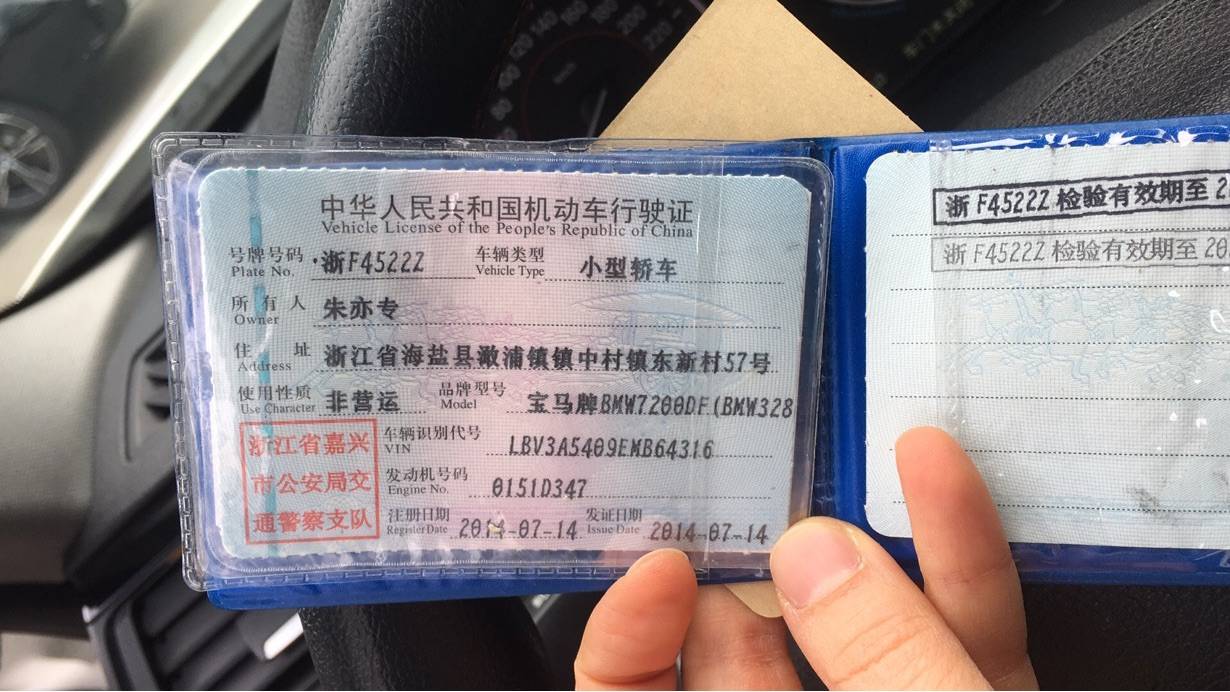 中华人民共和国机动车行驶证
Vehicle License of the People's Republic of China
号牌号码 浙F4522Z 车辆类型 小型轿车
Plate No. Vehicle Type
所有人 朱亦专
Owner
住址 浙江省海盐县澉浦镇镇中村镇东新村57号
Address
使用性质 非营运 品牌型号 宝马牌BMW7200DF(BMW328
Use Character Model
浙江省嘉兴
市公安局交
通警察支队
车辆识别代号 LBV3A5409EMB64316
VIN
发动机号码 0151D347
Engine No.
注册日期 2014-07-14 发证日期 2014-07-14
Register Date Issue Date
浙F4522Z 检验有效期至 2
浙F4522Z 检验有效期至 20
120 140 160 200 220
km/h